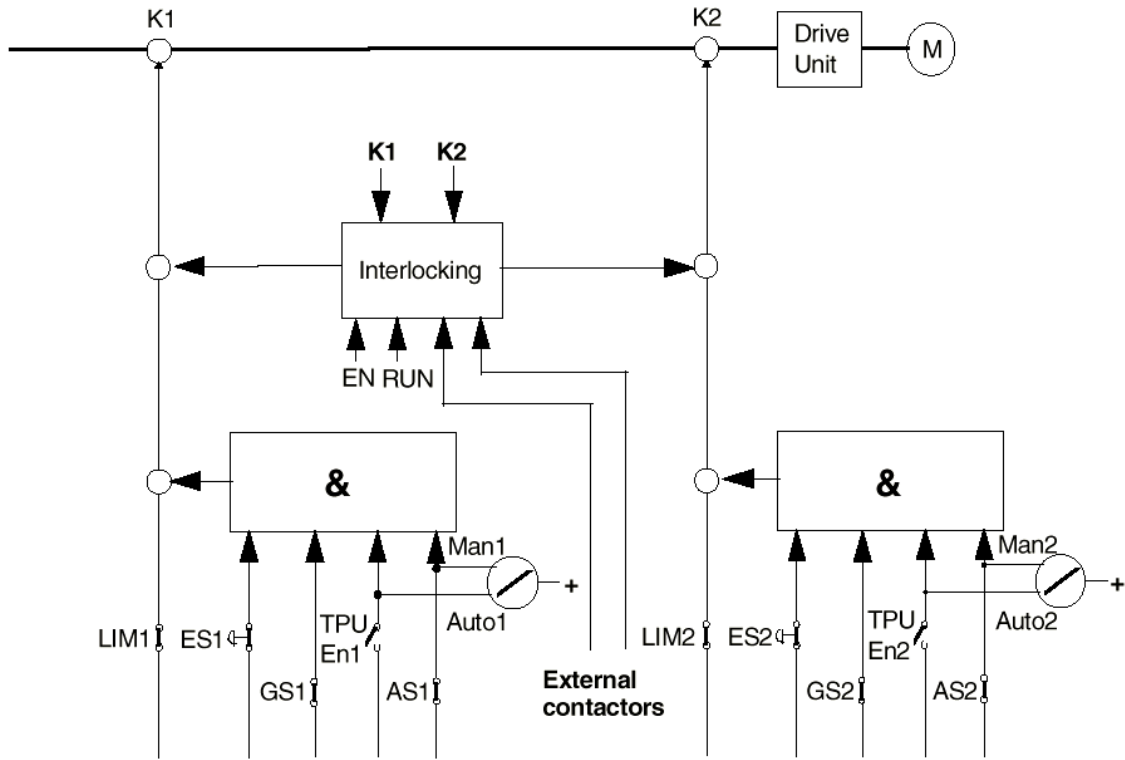 K1
K2
Drive
Unit
M
K1
K2
Interlocking
EN RUN
&
&
Man1
+
Auto1
Man2
+
Auto2
LIM1
ES1
TPU
En1
GS1
AS1
External
contactors
LIM2
ES2
TPU
En2
GS2
AS2